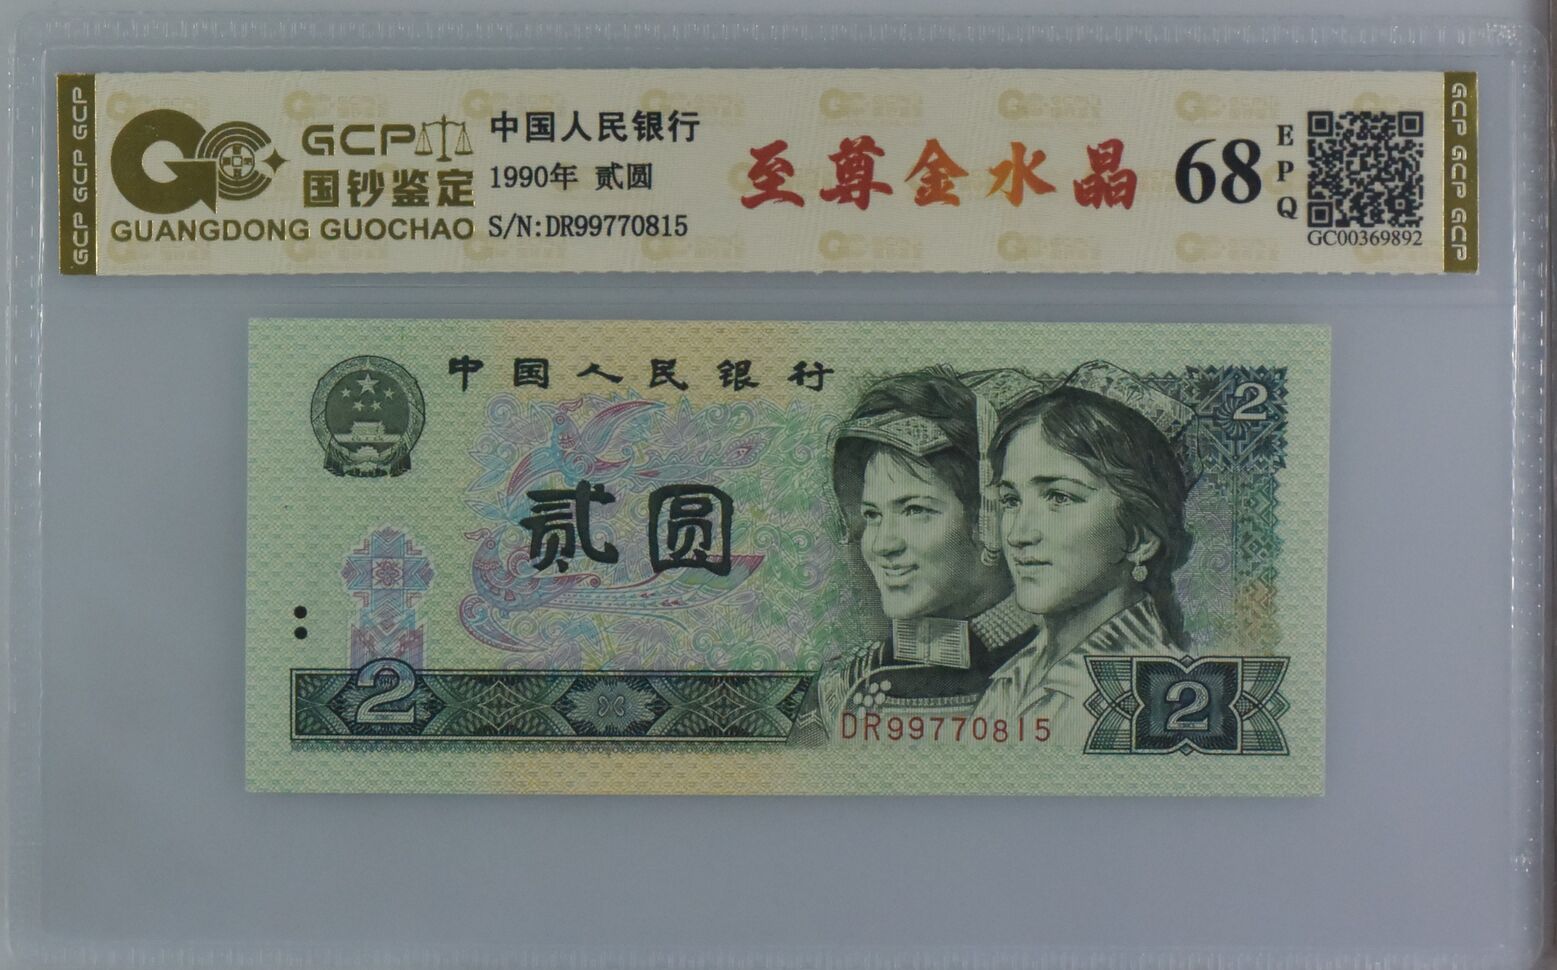 GCP GCP GCP
GCP
国钞鉴定
GUANGDONG GUOCHAO
中国人民银行
1990年 贰圆
S/N:DR99770815
至尊金水晶
68
EPQ
GC00369892
GCP GCP GCP
中国人民银行
2
贰圆
2
DR99770815
2